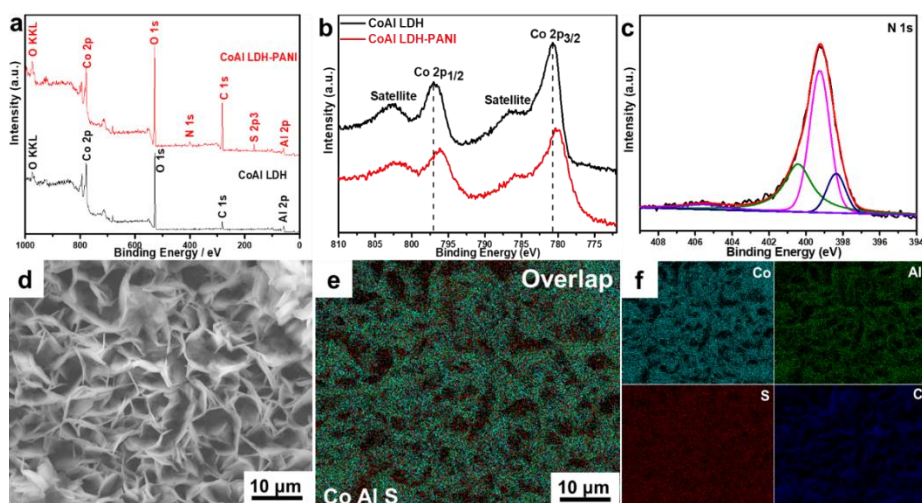 a
O KKL
Co 2p
O 1s
CoAl LDH-PANI
N 1s
C 1s
S 2p3
Al 2p
O KKL
Co 2p
O 1s
CoAl LDH
C 1s
Al 2p
Intensity (a.u.)
1000 800 600 400 200 0
Binding Energy / eV
b
CoAl LDH
CoAl LDH-PANI
Co 2p3/2
Co 2p1/2
Satellite
Satellite
Intensity (a.u.)
810 805 800 795 790 785 780 775
Binding Energy (eV)
c
N 1s
Intensity (a.u.)
408 406 404 402 400 398 396 394
Binding Energy (eV)
d
10 µm
e
Overlap
Co Al S
10 µm
f
Co
Al
S
C